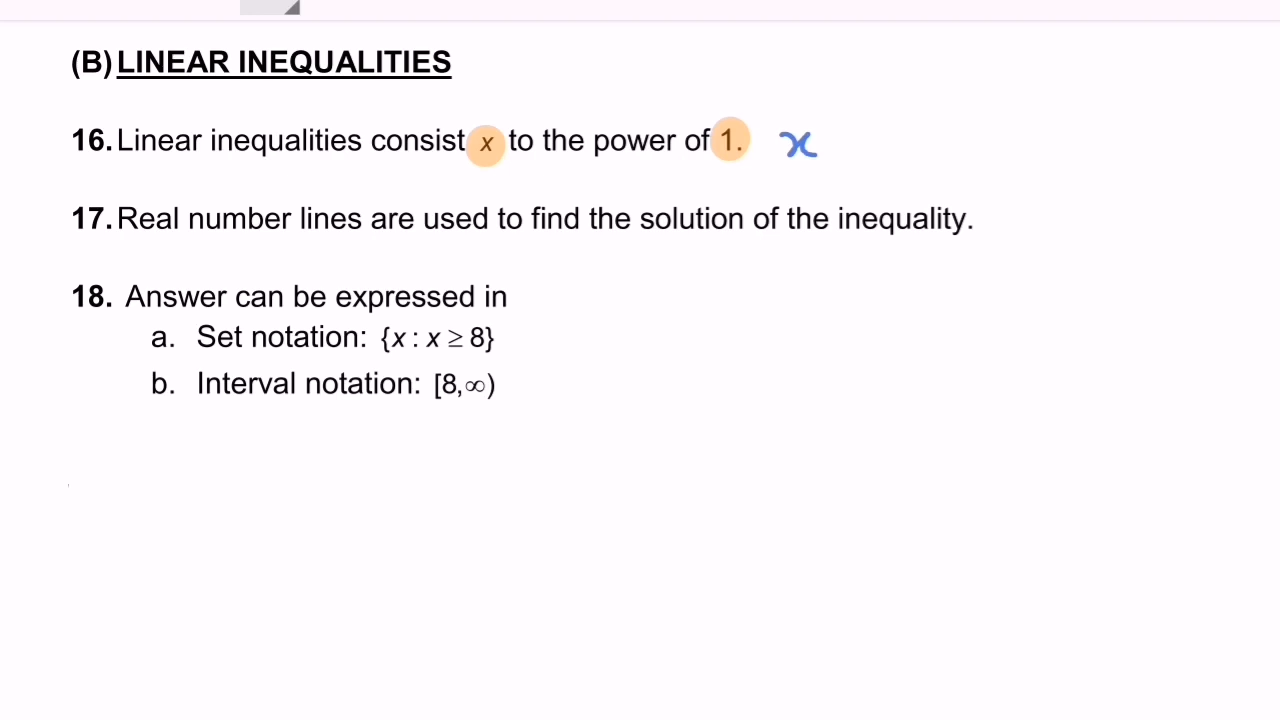 (B) LINEAR INEQUALITIES
16. Linear inequalities consist x to the power of 1. x
17. Real number lines are used to find the solution of the inequality.
18. Answer can be expressed in
a. Set notation: {x : x ≥ 8}
b. Interval notation: [8,∞)